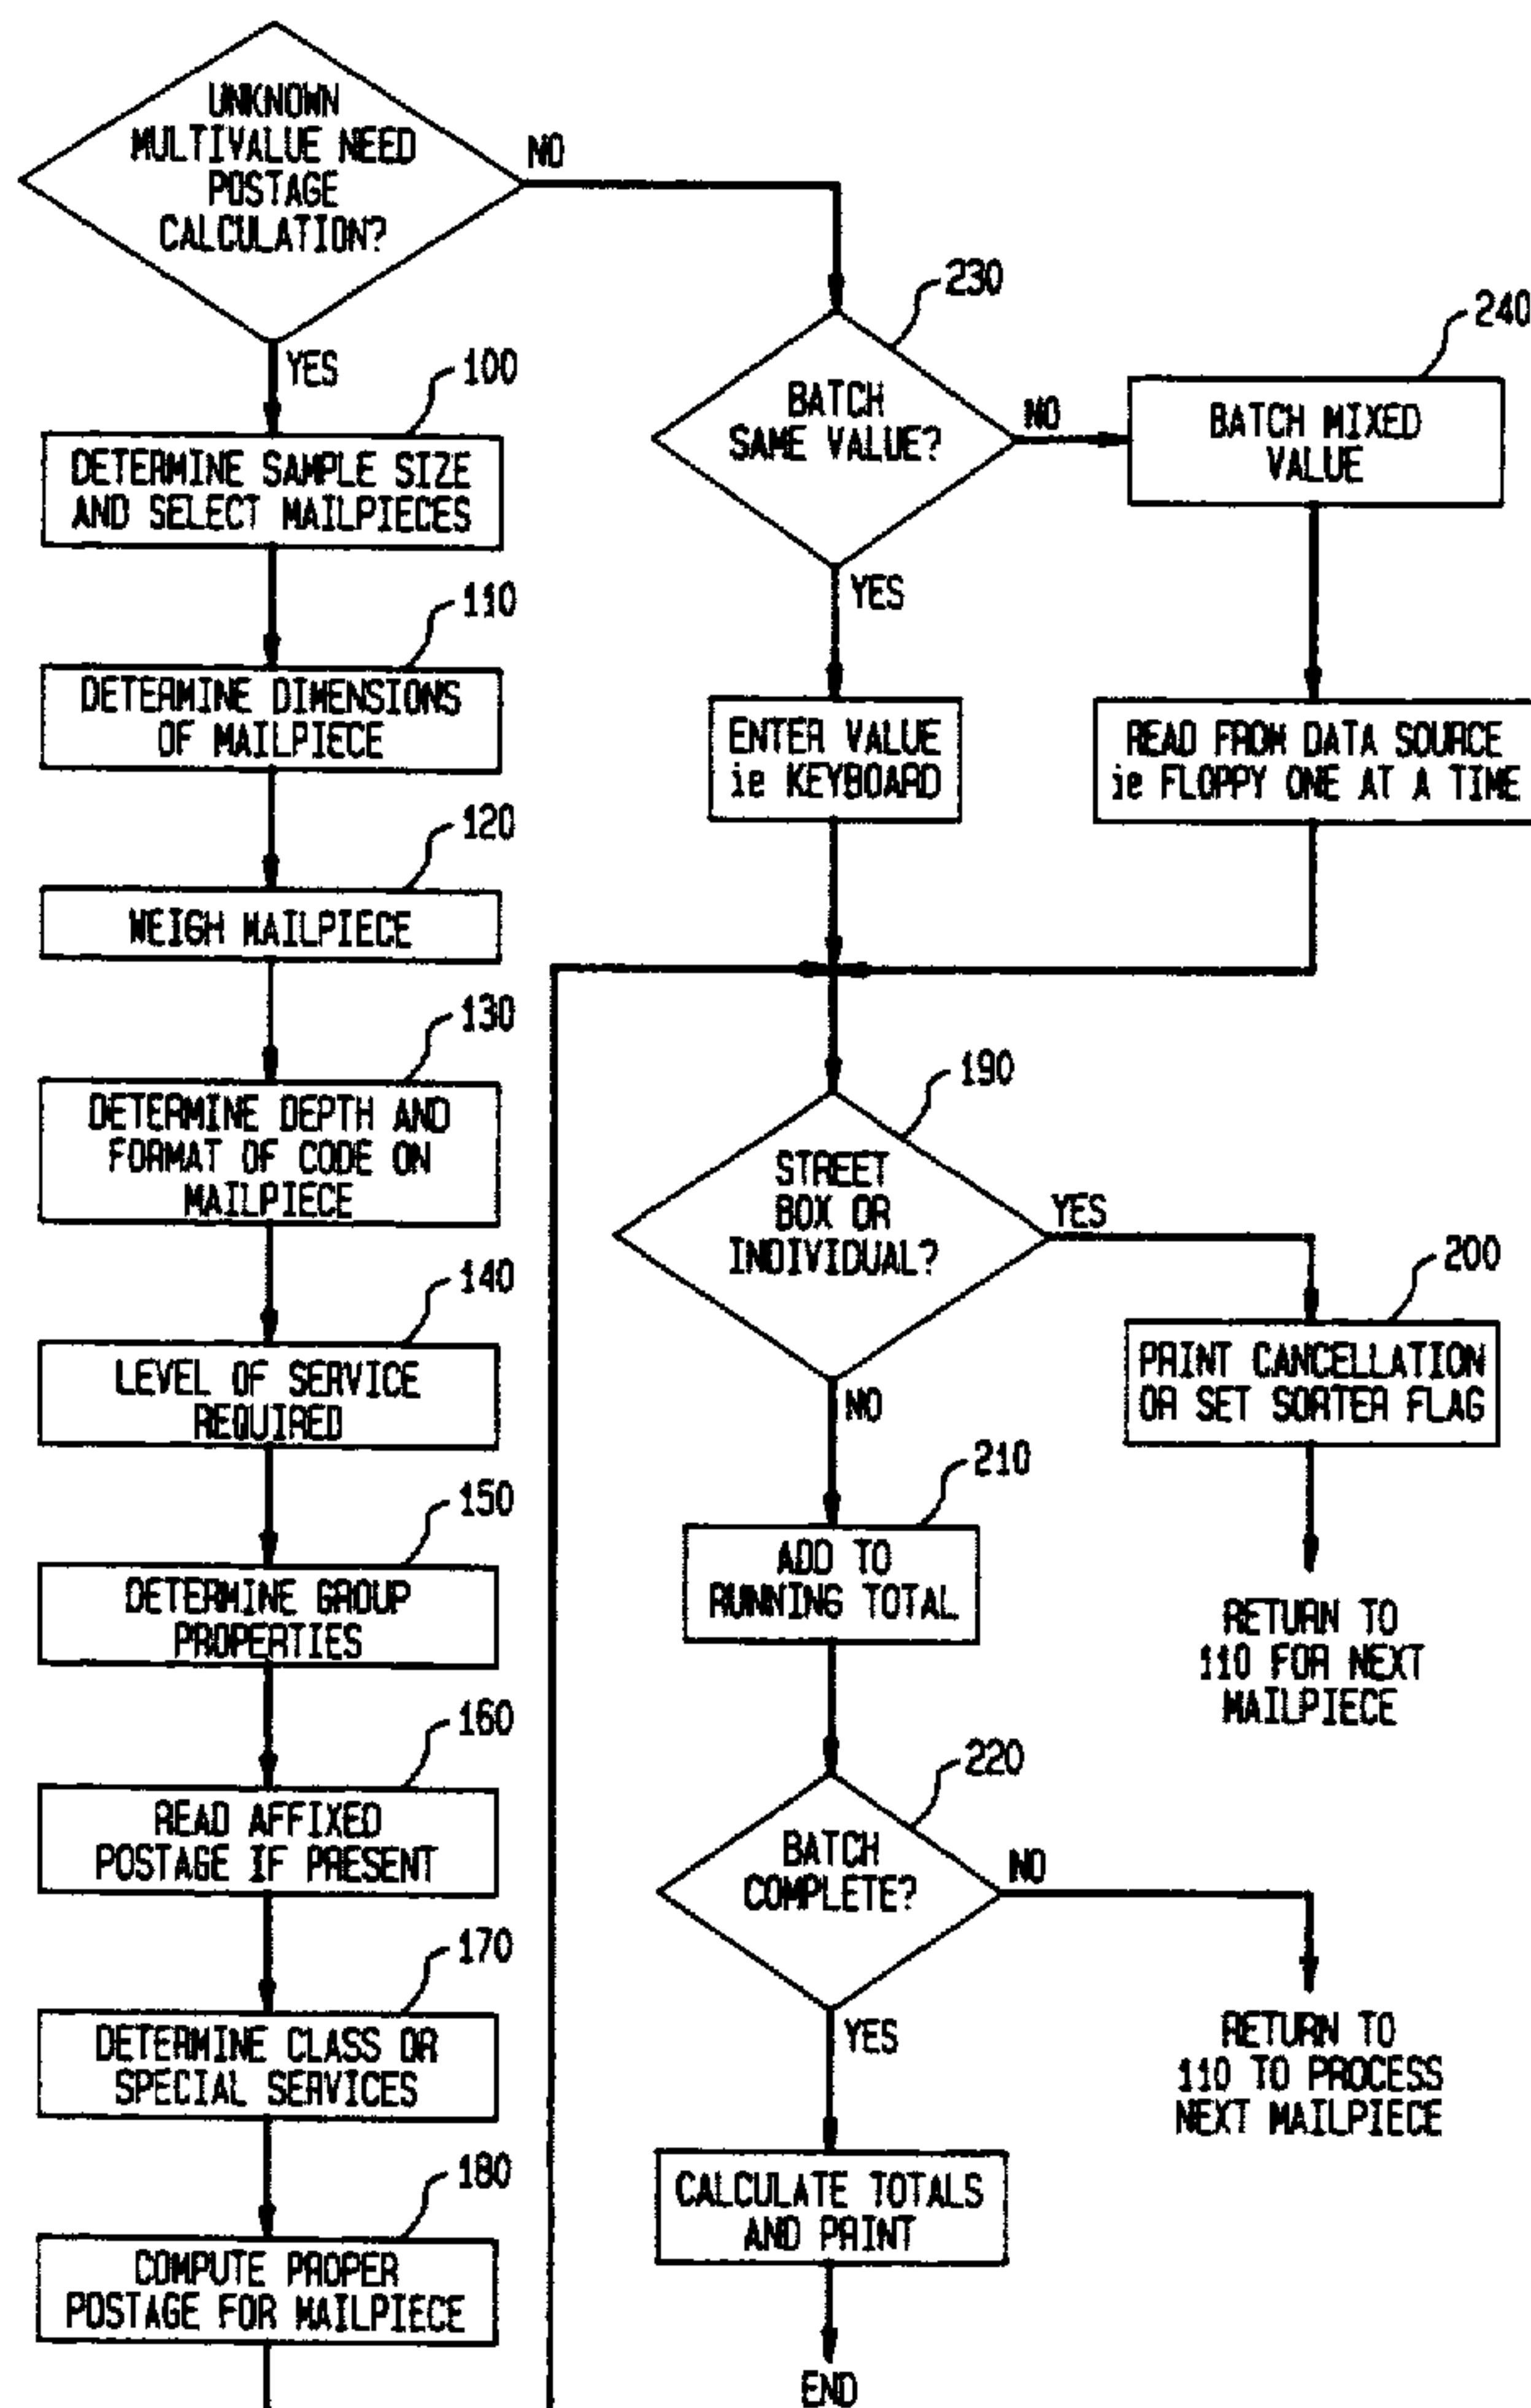 UNKNOWN
MULTIVALUE NEED
POSTAGE
CALCULATION?
NO
YES
100
DETERMINE SAMPLE SIZE
AND SELECT MAILPIECES
110
DETERMINE DIMENSIONS
OF MAILPIECE
120
WEIGH MAILPIECE
130
DETERMINE DEPTH AND
FORMAT OF CODE ON
MAILPIECE
140
LEVEL OF SERVICE
REQUIRED
150
DETERMINE GROUP
PROPERTIES
160
READ AFFIXED
POSTAGE IF PRESENT
170
DETERMINE CLASS OR
SPECIAL SERVICES
180
COMPUTE PROPER
POSTAGE FOR MAILPIECE
230
BATCH
SAME VALUE?
NO
YES
240
BATCH MIXED
VALUE
ENTER VALUE
ie KEYBOARD
READ FROM DATA SOURCE
ie FLOPPY ONE AT A TIME
190
STREET
BOX OR
INDIVIDUAL?
YES
NO
200
PRINT CANCELLATION
OR SET SORTER FLAG
RETURN TO
110 FOR NEXT
MAILPIECE
210
ADD TO
RUNNING TOTAL
220
BATCH
COMPLETE?
NO
YES
RETURN TO
110 TO PROCESS
NEXT MAILPIECE
CALCULATE TOTALS
AND PRINT
END